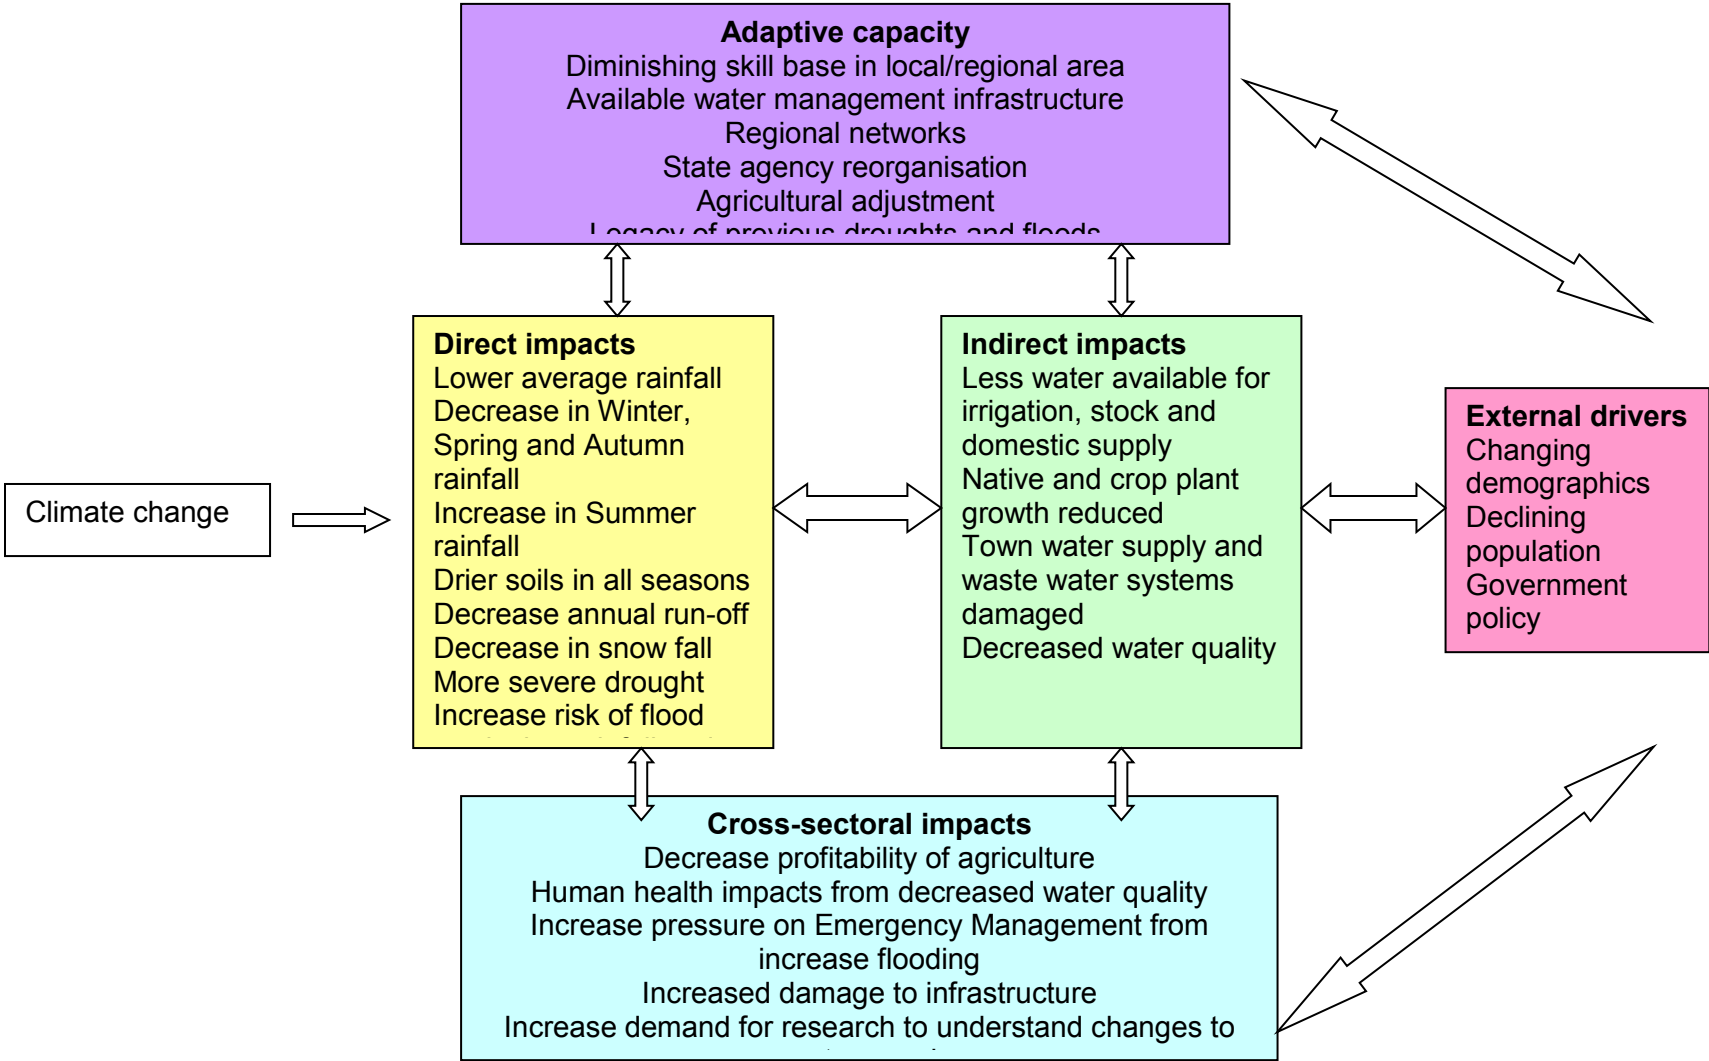 Adaptive capacity
Diminishing skill base in local/regional area
Available water management infrastructure
Regional networks
State agency reorganisation
Agricultural adjustment
Legacy of previous droughts and floods
Climate change
Direct impacts
Lower average rainfall
Decrease in Winter,
Spring and Autumn
rainfall
Increase in Summer
rainfall
Drier soils in all seasons
Decrease annual run-off
Decrease in snow fall
More severe drought
Increase risk of flood
Indirect impacts
Less water available for
irrigation, stock and
domestic supply
Native and crop plant
growth reduced
Town water supply and
waste water systems
damaged
Decreased water quality
External drivers
Changing
demographics
Declining
population
Government
policy
Cross-sectoral impacts
Decrease profitability of agriculture
Human health impacts from decreased water quality
Increase pressure on Emergency Management from
increase flooding
Increased damage to infrastructure
Increase demand for research to understand changes to